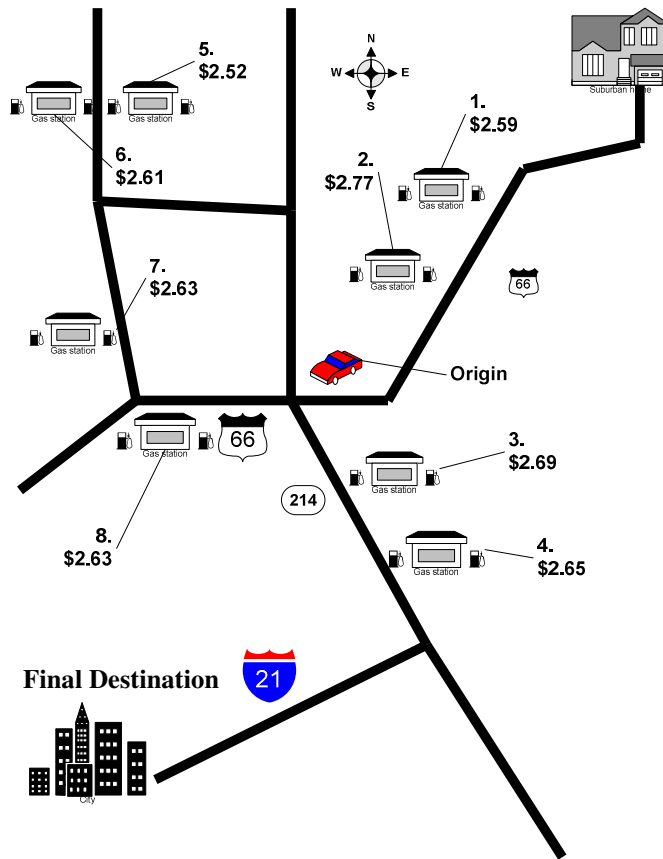 5.
$2.52
N
W
E
S
Suburban home
Gas station
Gas station
1.
$2.59
6.
$2.61
2.
$2.77
Gas station
7.
$2.63
Gas station
66
Gas station
Origin
66
Gas station
3.
$2.69
Gas station
214
8.
$2.63
4.
$2.65
Gas station
Final Destination
21
City